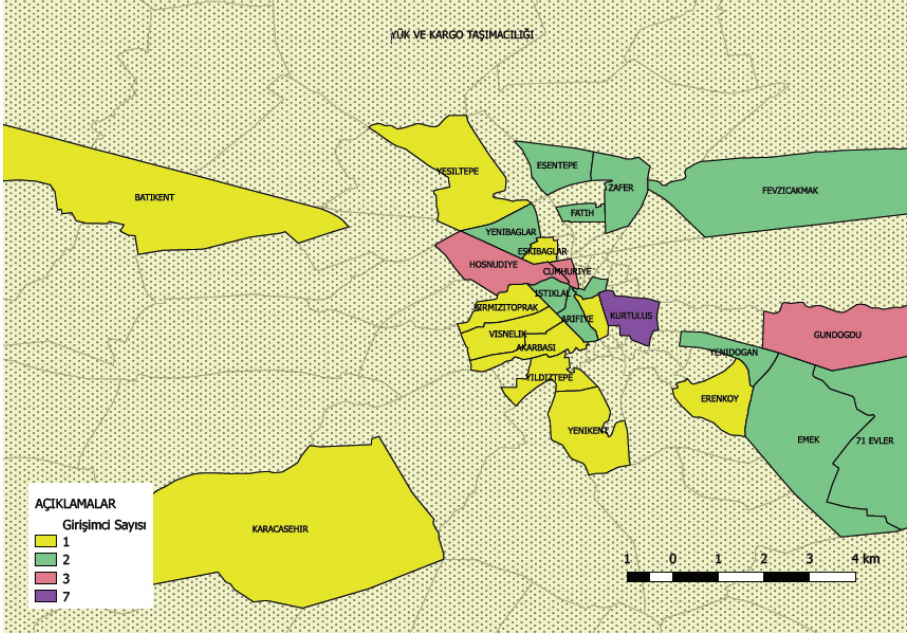 YÜK VE KARGO TAŞIMACILIĞI
YESILTEPE
ESENTEPE
ZAFER
FEVZICAKMAK
BATIKENT
FATIH
YENIBAGLAR
ESKIBAGLAR
HOSNUDIYE
CUMHURIYE
ISTIKLAL
KIRMIZITOPRAK
ARIFIYE
KURTULUS
VISNELIK
GUNDOGDU
AKARBASI
YENIDOGAN
YILDIZTEPE
ERENKOY
YENIKENT
EMEK
71 EVLER
KARACASEHIR
AÇIKLAMALAR
Girişimci Sayısı
1
2
3
7
1 0 1 2 3 4 km